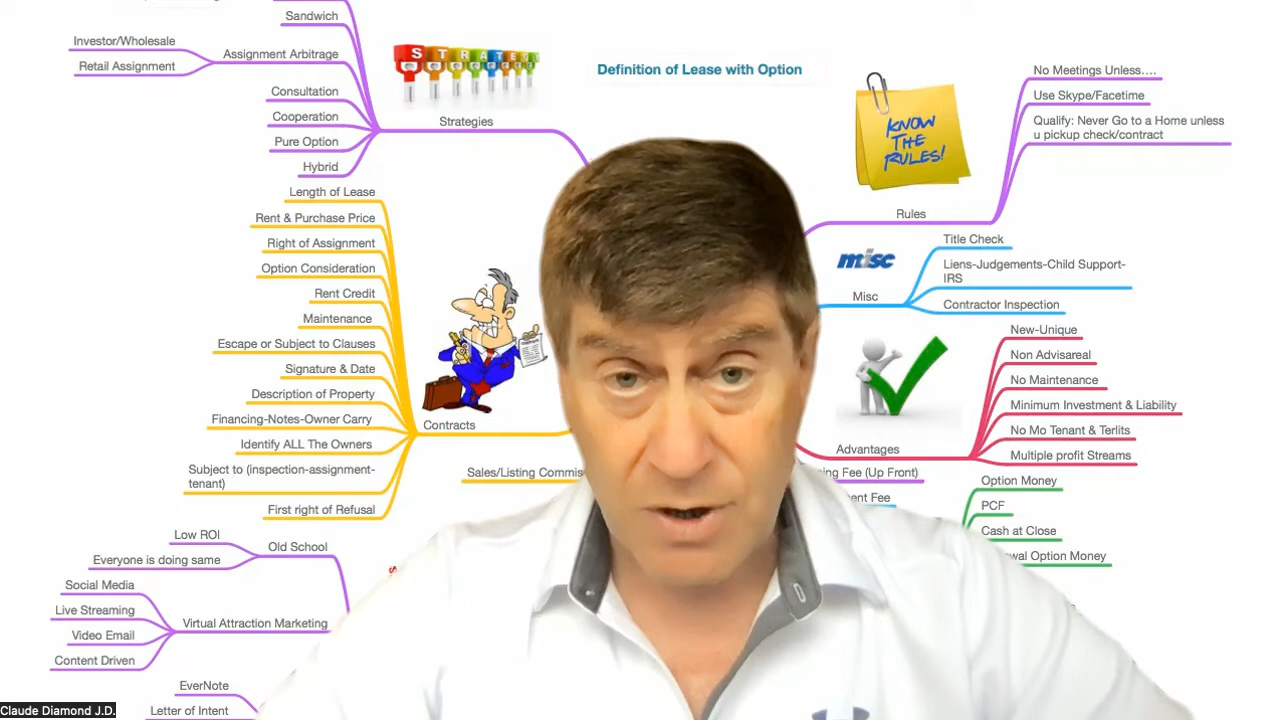 Sandwich
Investor/Wholesale
Retail Assignment
Assignment Arbitrage
Consultation
Cooperation
Pure Option
Hybrid
Strategies
STRATEGY
Definition of Lease with Option
KNOW
THE
RULES!
No Meetings Unless....
Use Skype/Facetime
Qualify: Never Go to a Home unless
u pickup check/contract
Rules
Length of Lease
Rent & Purchase Price
Right of Assignment
Option Consideration
Rent Credit
Maintenance
Escape or Subject to Clauses
Signature & Date
Description of Property
Financing-Notes-Owner Carry
Identify ALL The Owners
Subject to (inspection-assignment-
tenant)
First right of Refusal
Contracts
misc
Misc
Title Check
Liens-Judgements-Child Support-
IRS
Contractor Inspection
New-Unique
Non Advisareal
No Maintenance
Minimum Investment & Liability
No Mo Tenant & Terlits
Multiple profit Streams
Advantages
Sales/Listing Commis
ning Fee (Up Front)
ent Fee
Option Money
PCF
Cash at Close
wal Option Money
Low ROI
Everyone is doing same
Old School
Social Media
Live Streaming
Video Email
Content Driven
Virtual Attraction Marketing
EverNote
Letter of Intent
Claude Diamond J.D.